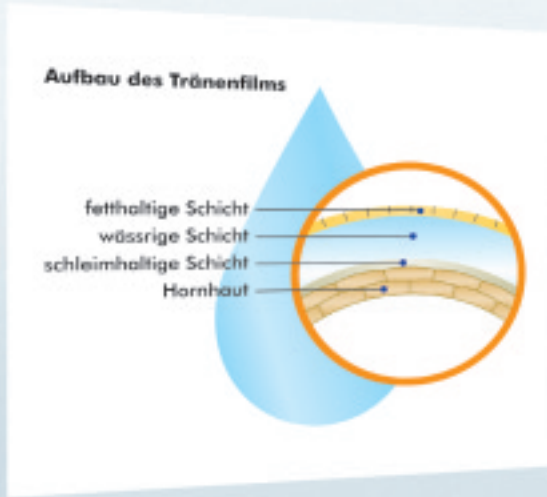 Aufbau des Tränenfilms
fetthaltige Schicht
wässrige Schicht
schleimhaltige Schicht
Hornhaut